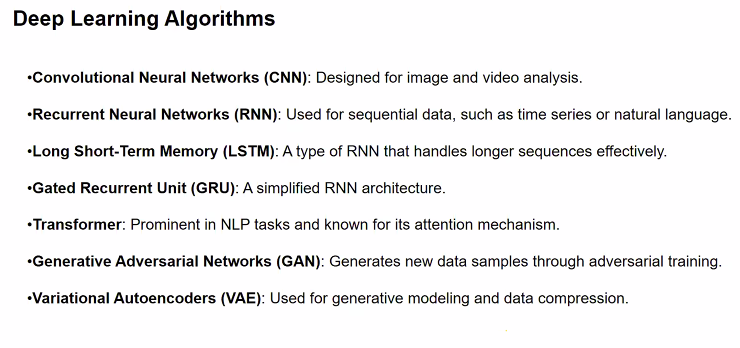 Deep Learning Algorithms
•Convolutional Neural Networks (CNN): Designed for image and video analysis.
•Recurrent Neural Networks (RNN): Used for sequential data, such as time series or natural language.
•Long Short-Term Memory (LSTM): A type of RNN that handles longer sequences effectively.
•Gated Recurrent Unit (GRU): A simplified RNN architecture.
•Transformer: Prominent in NLP tasks and known for its attention mechanism.
•Generative Adversarial Networks (GAN): Generates new data samples through adversarial training.
•Variational Autoencoders (VAE): Used for generative modeling and data compression.